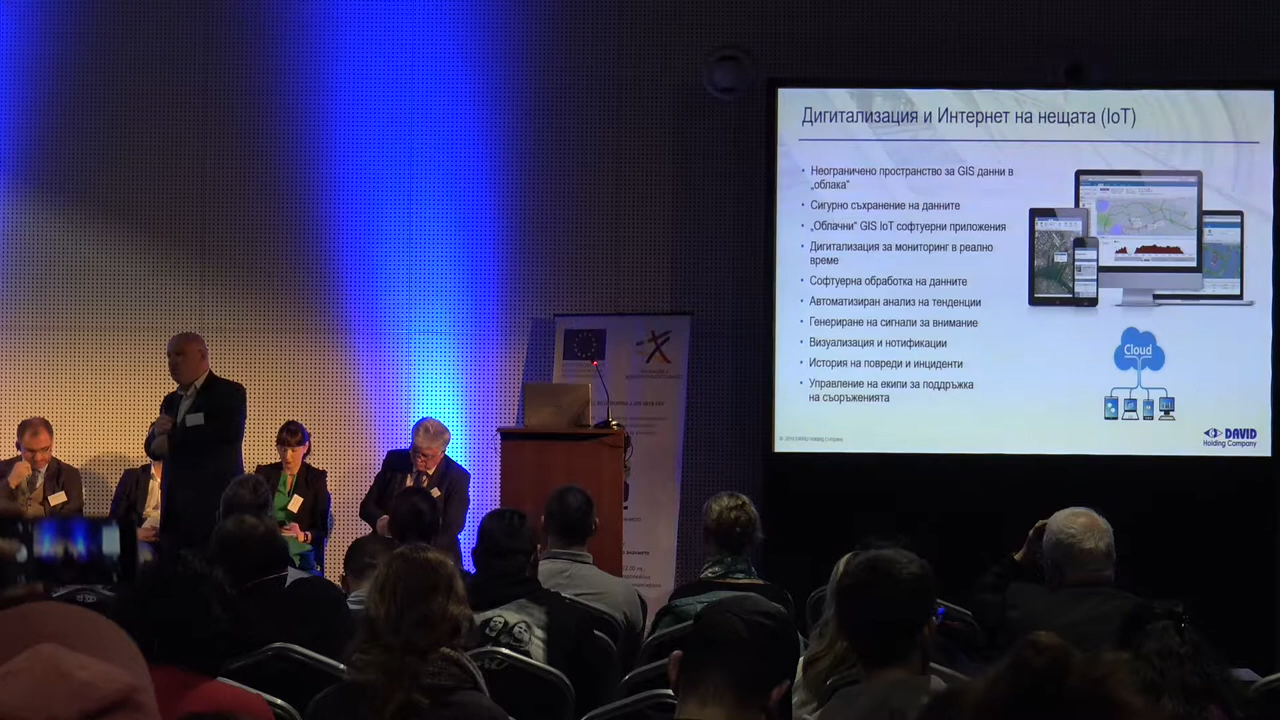 Дигитализация и Интернет на нещата (IoT)
• Неограничено пространство за GIS данни в
„облака“
• Сигурно съхранение на данните
• „Облачни“ GIS IoT софтуерни приложения
• Дигитализация за мониторинг в реално
време
• Софтуерна обработка на данните
• Автоматизиран анализ на тенденции
• Генериране на сигнали за внимание
• Визуализация и нотификации
• История на повреди и инциденти
• Управление на екипи за поддръжка
на съоръженията
Cloud
DAVID
Holding Company